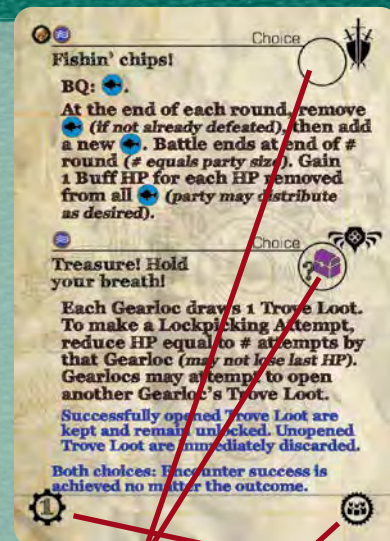 Choice
Fishin' chips!
BQ: .
At the end of each round, remove
(if not already defeated), then add
a new . Battle ends at end of #
round (# equals party size). Gain
1 Buff HP for each HP removed
from all (party may distribute
as desired).
Choice
Treasure! Hold
your breath!
Each Gearloc draws 1 Trove Loot.
To make a Lockpicking Attempt,
reduce HP equal to # attempts by
that Gearloc (may not lose last HP).
Gearlocs may attempt to open
another Gearloc's Trove Loot.
Successfully opened Trove Loot are
kept and remain unlocked. Unopened
Trove Loot are immediately discarded.
Both choices: Encounter success is
achieved no matter the outcome.
1